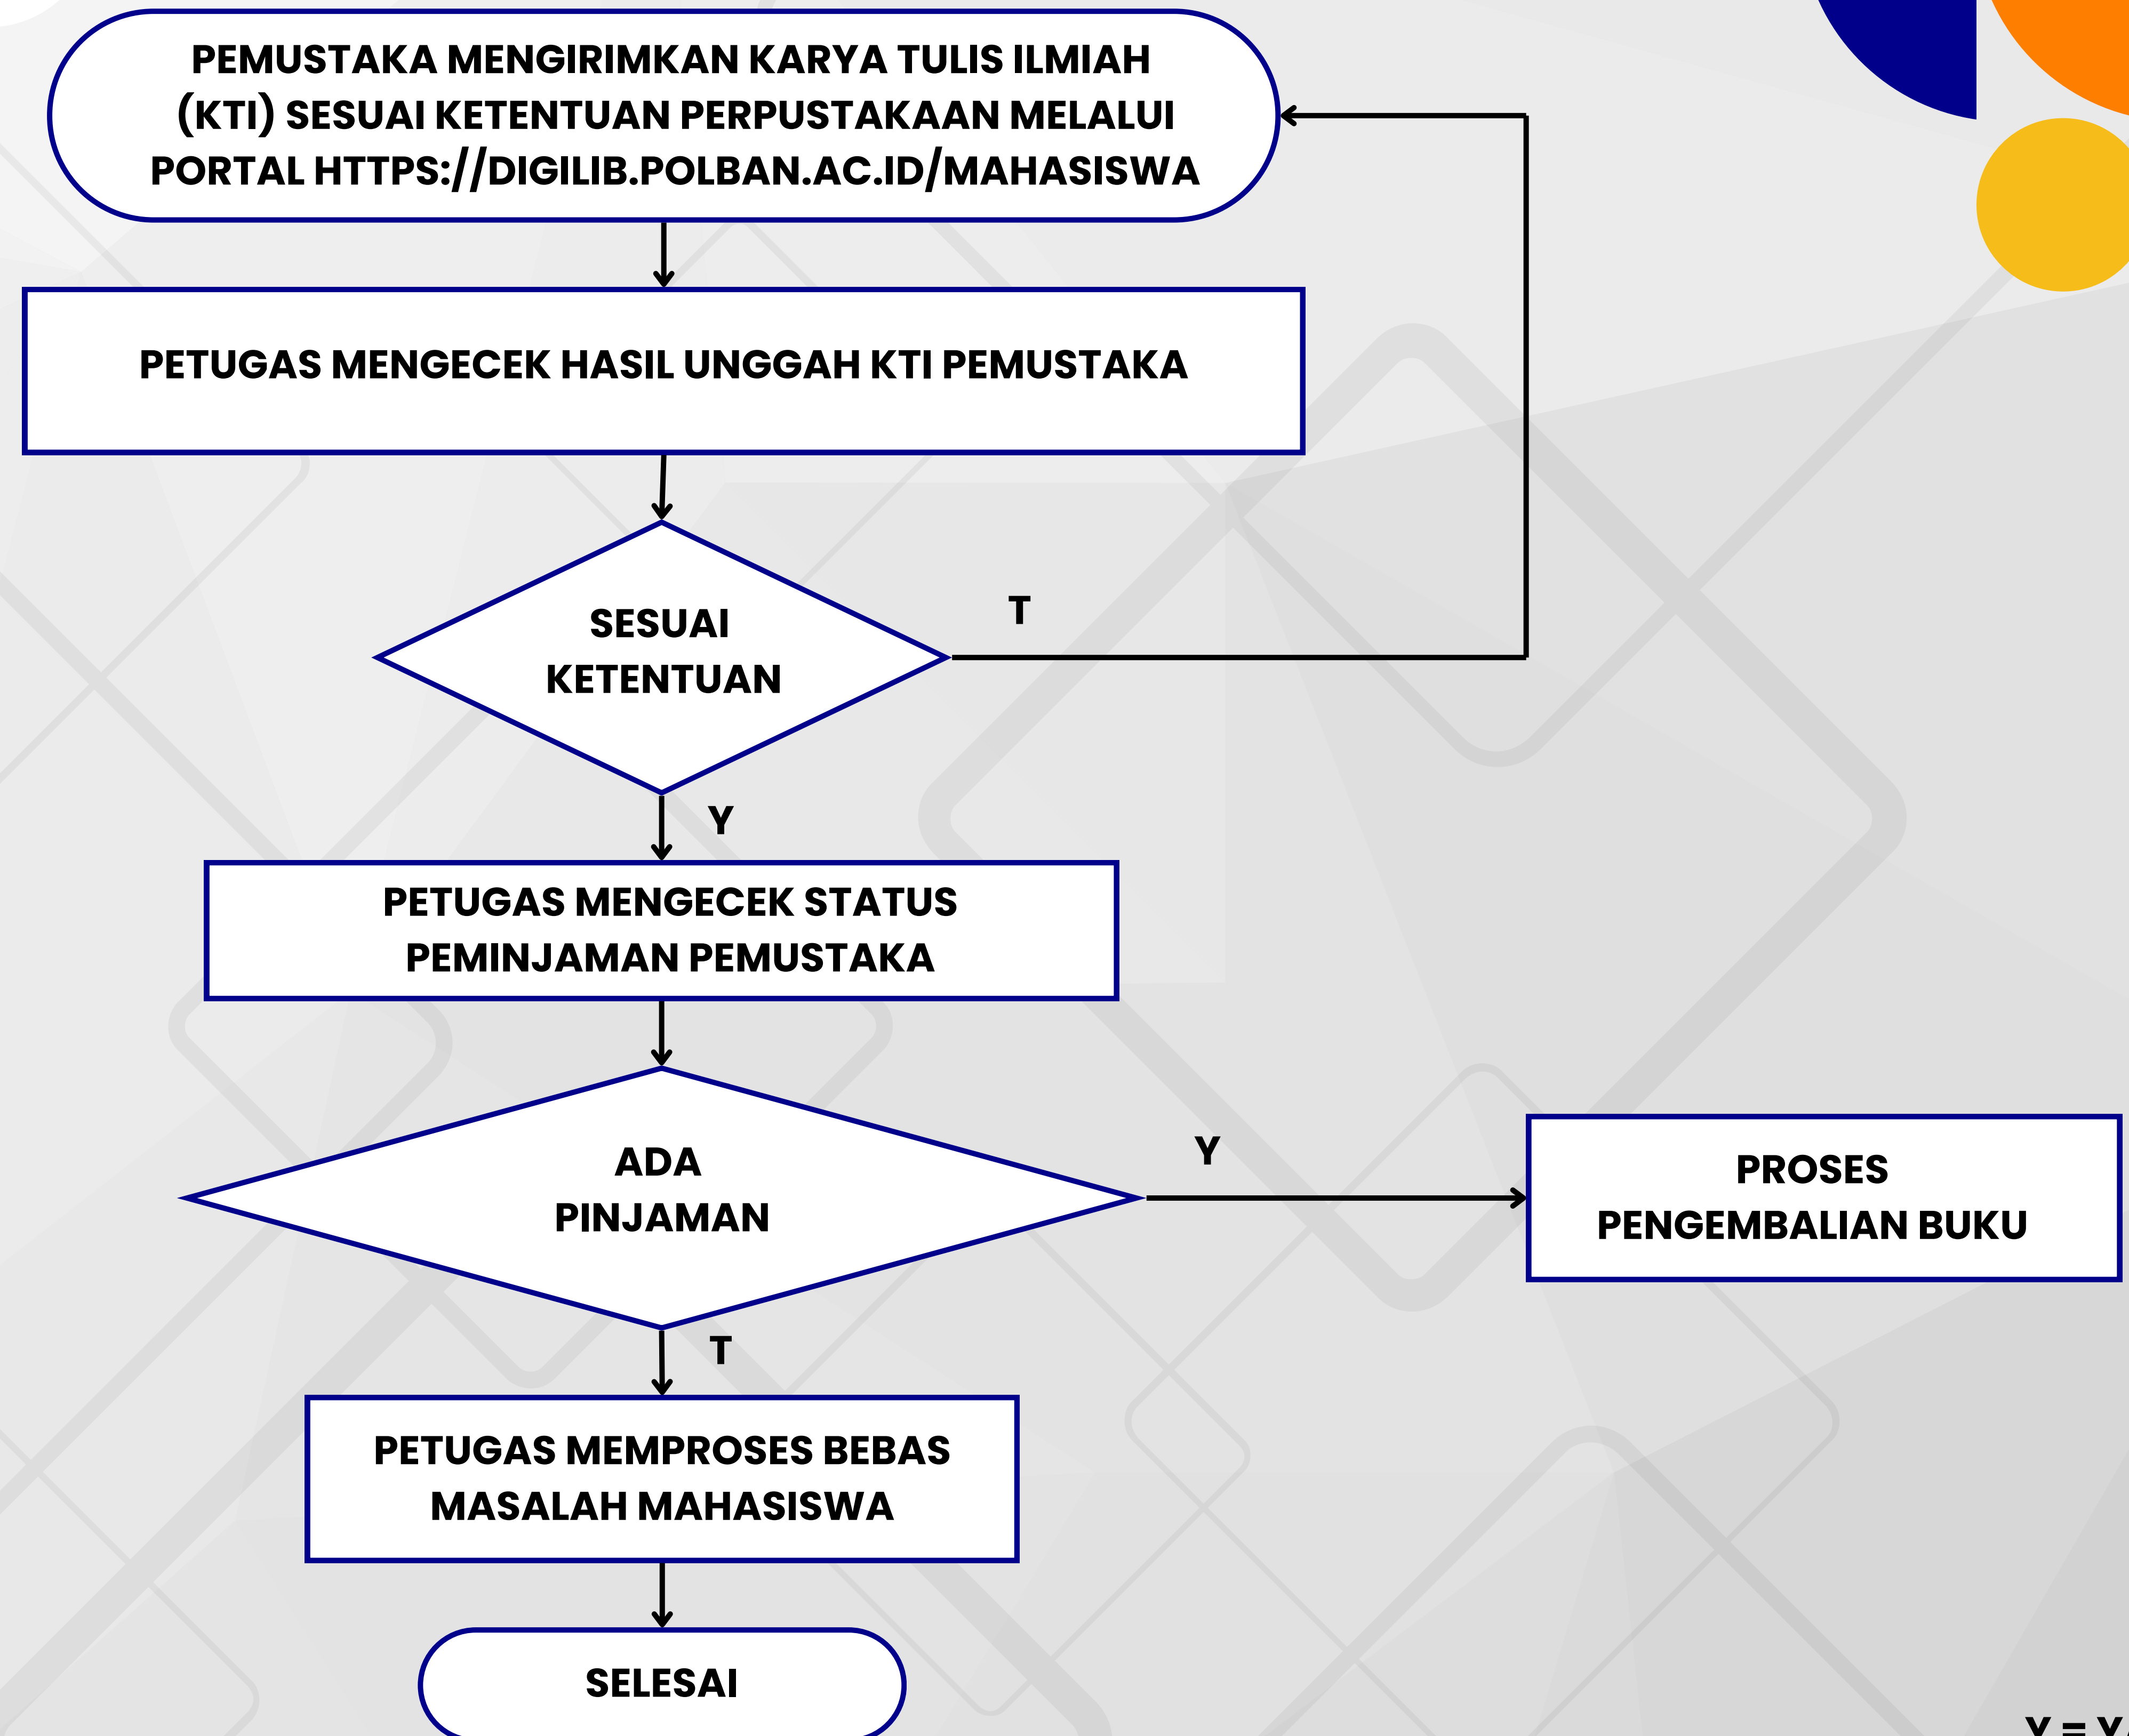 PEMUSTAKA MENGIRIMKAN KARYA TULIS ILMIAH
(KTI) SESUAI KETENTUAN PERPUSTAKAAN MELALUI
PORTAL HTTPS://DIGILIB.POLBAN.AC.ID//MAHASISWA
PETUGAS MENGECEK HASIL UNGGAH KTI PEMUSTAKA
SESUAI
KETENTUAN
T
Y
PETUGAS MENGECEK STATUS
PEMINJAMAN PEMUSTAKA
ADA
PINJAMAN
Y
PROSES
PENGEMBALIAN BUKU
T
PETUGAS MEMPROSES BEBAS
MASALAH MAHASISWA
SELESAI